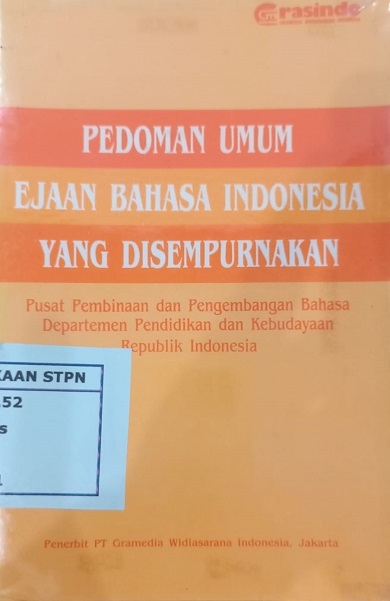 Grasindo
PEDOMAN UMUM
EJAAN BAHASA INDONESIA
YANG DISEMPURNAKAN
Pusat Pembinaan dan Pengembangan Bahasa
Departemen Pendidikan dan Kebudayaan
Republik Indonesia
KAAN STPN
52
s
Penerbit PT Gramedia Widiasarana Indonesia, Jakarta